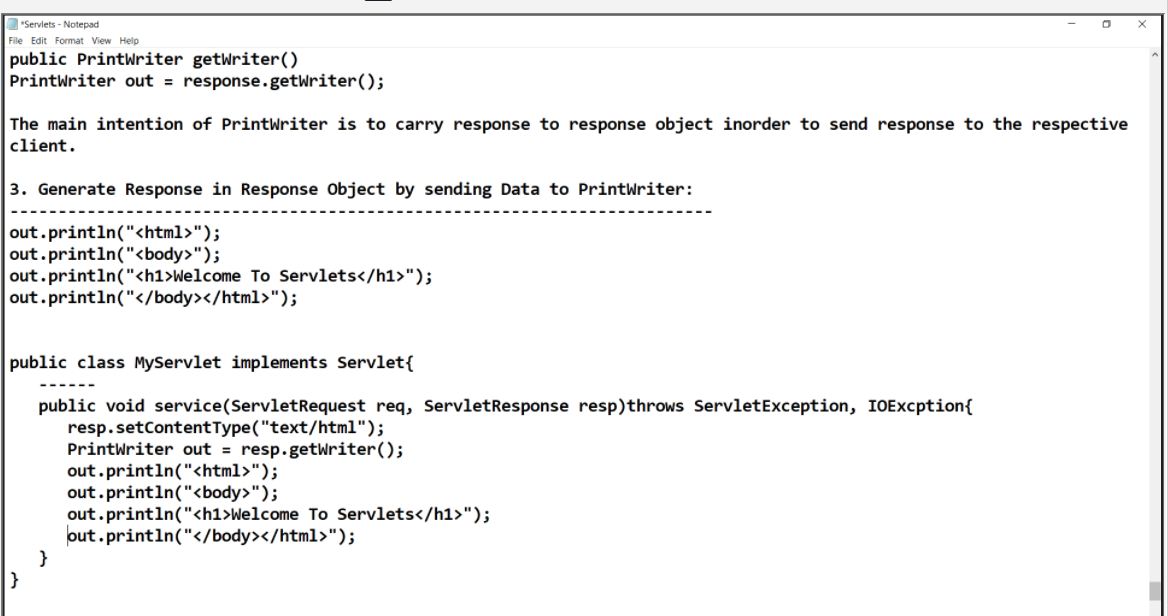 *Servlets - Notepad
File Edit Format View Help
public PrintWriter getWriter()
PrintWriter out = response.getWriter();
The main intention of PrintWriter is to carry response to response object inorder to send response to the respective
client.
3. Generate Response in Response Object by sending Data to PrintWriter:
-------------------------------------------------------------------------
out.println("<html>");
out.println("<body>");
out.println("<h1>Welcome To Servlets</h1>");
out.println("</body></html>");
public class MyServlet implements Servlet{
   ------
   public void service(ServletRequest req, ServletResponse resp)throws ServletException, IOExcption{
      resp.setContentType("text/html");
      PrintWriter out = resp.getWriter();
      out.println("<html>");
      out.println("<body>");
      out.println("<h1>Welcome To Servlets</h1>");
      out.println("</body></html>");
   }
}